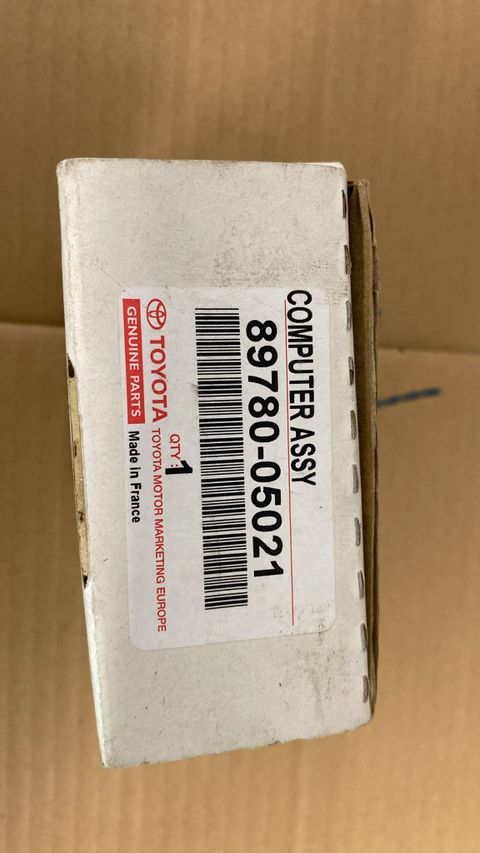 COMPUTER ASSY
89780-05021
QTY :
1
TOYOTA
TOYOTA MOTOR MARKETING EUROPE
GENUINE PARTS
Made in France